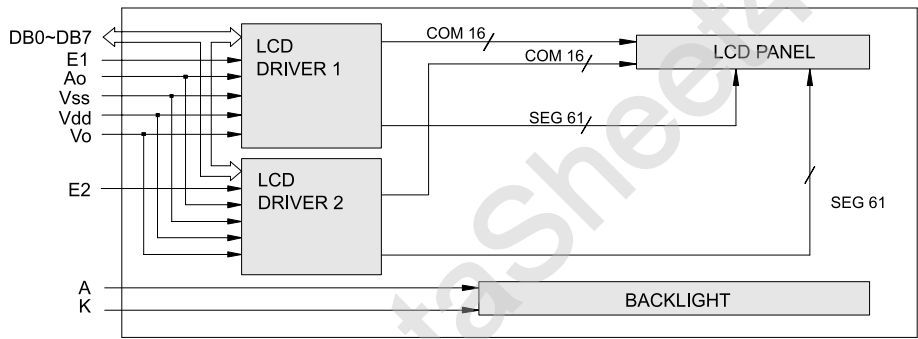 DB0~DB7
E1
Ao
Vss
Vdd
Vo
E2
A
K
LCD
DRIVER 1
LCD
DRIVER 2
COM 16
COM 16
SEG 61
SEG 61
LCD PANEL
BACKLIGHT
taSheet4